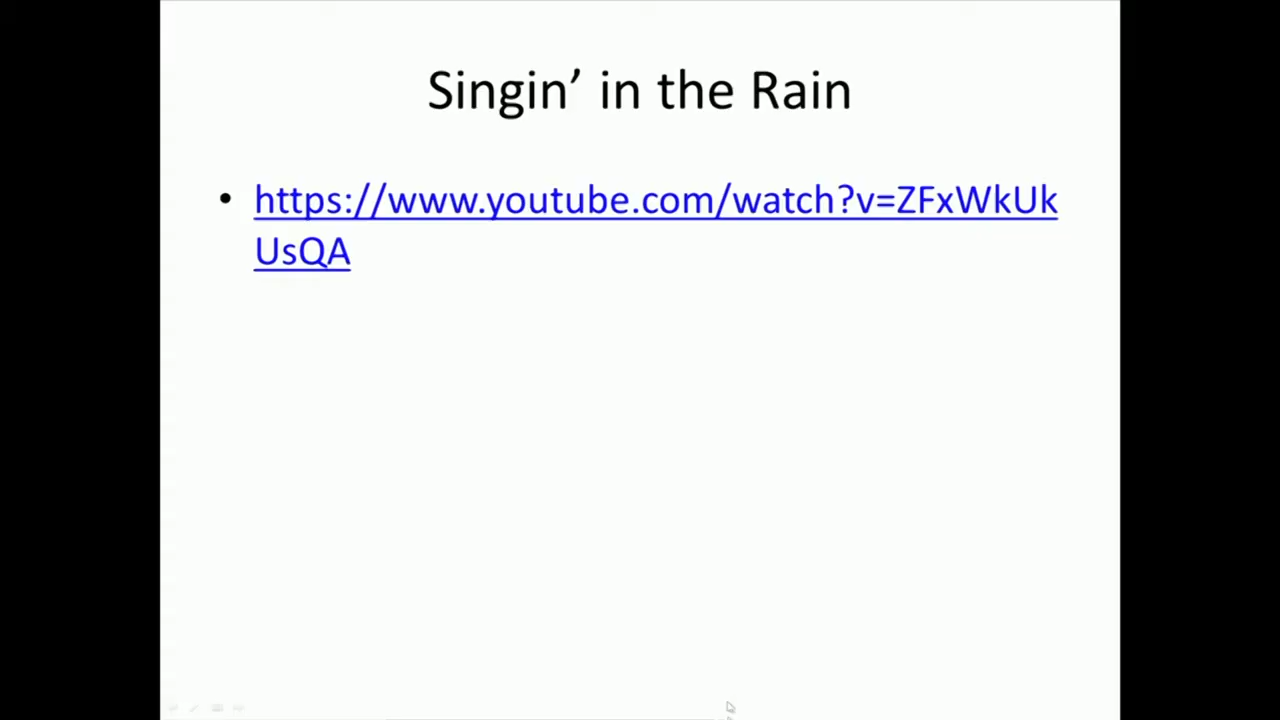 Singin’ in the Rain
• https://www.youtube.com/watch?v=ZFxWkUk
UsQA